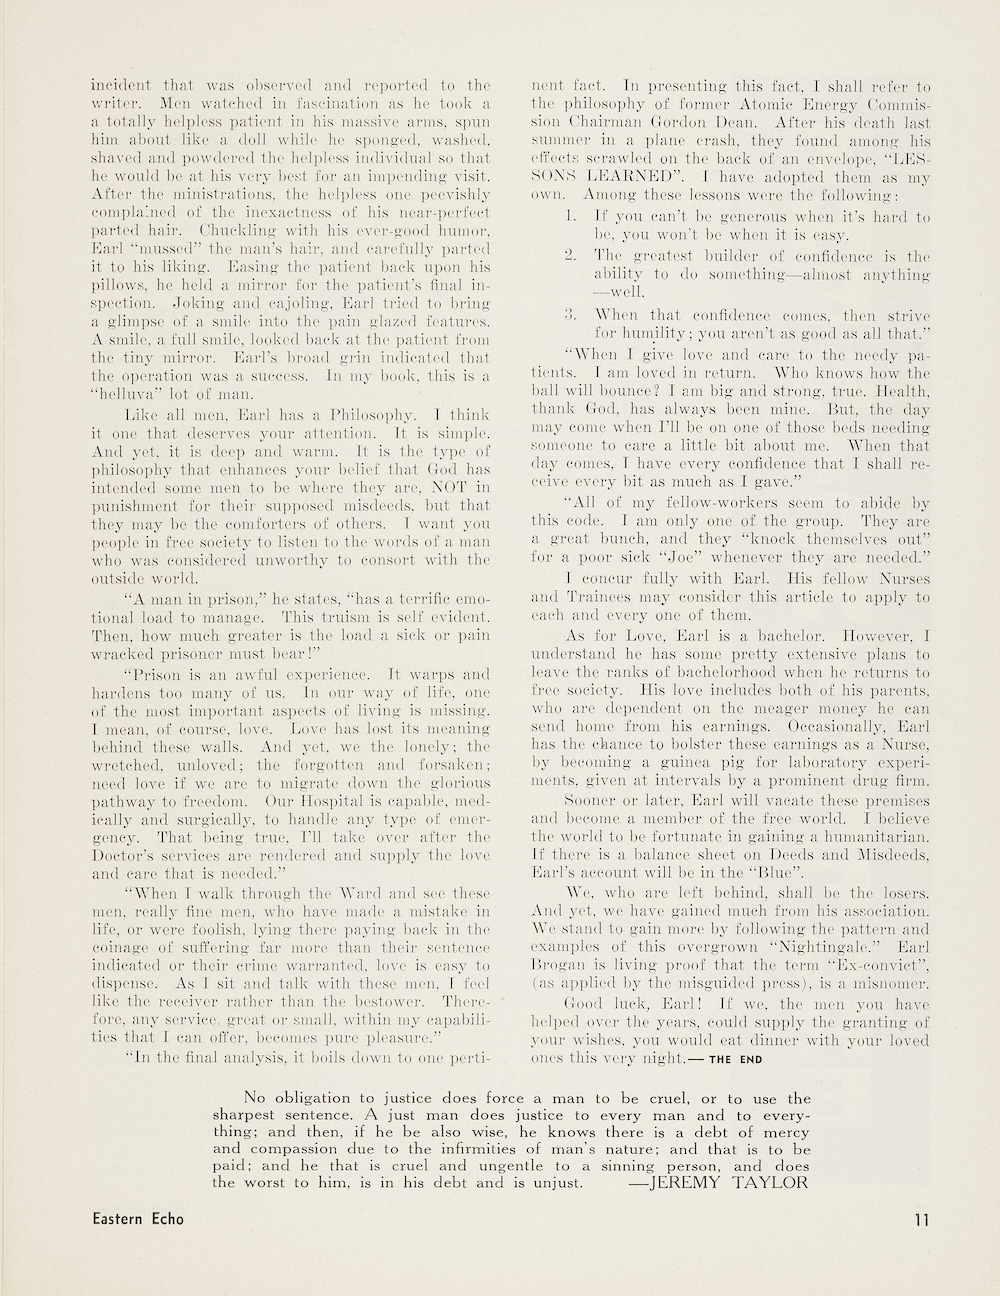 incident that was observed and reported to the
writer. Men watched in fascination as he took a
a totally helpless patient in his massive arms, spun
him about like a doll while he sponged, washed,
shaved and powdered the helpless individual so that
he would be at his very best for an impending visit.
After the ministrations, the helpless one peevishly
complained of the inexactness of his near-perfect
parted hair. Chuckling with his ever-good humor,
Earl “mussed” the man's hair, and carefully parted
it to his liking. Easing the patient back upon his
pillows, he held a mirror for the patient's final in-
spection. Joking and cajoling, Earl tried to bring
a glimpse of a smile into the pain glazed features.
A smile, a full smile, looked back at the patient from
the tiny mirror. Earl's broad grin indicated that
the operation was a success. In my book, this is a
“helluva” lot of man.
Like all men, Earl has a Philosophy. I think
it one that deserves your attention. It is simple.
And yet, it is deep and warm. It is the type of
philosophy that enhances your belief that God has
intended some men to be where they are, NOT in
punishment for their supposed misdeeds, but that
they may be the comforters of others. I want you
people in free society to listen to the words of a man
who was considered unworthy to consort with the
outside world.
“A man in prison,” he states, “has a terrific emo-
tional load to manage. This truism is self evident.
Then, how much greater is the load a sick or pain
wracked prisoner must bear!”
“Prison is an awful experience. It warps and
hardens too many of us. In our way of life, one
of the most important aspects of living is missing.
I mean, of course, love. Love has lost its meaning
behind these walls. And yet, we the lonely; the
wretched, unloved; the forgotten and forsaken;
need love if we are to migrate down the glorious
pathway to freedom. Our Hospital is capable, med-
ically and surgically, to handle any type of emer-
gency. That being true, I'll take over after the
Doctor's services are rendered and supply the love
and care that is needed.”
“When I walk through the Ward and see these
men, really fine men, who have made a mistake in
life, or were foolish, lying there paying back in the
coinage of suffering far more than their sentence
indicated or their crime warranted, love is easy to
dispense. As I sit and talk with these men, I feel
like the receiver rather than the bestower. There-
fore, any service, great or small, within my capabili-
ties that I can offer, becomes pure pleasure.”
“In the final analysis, it boils down to one perti-
nent fact. In presenting this fact, I shall refer to
the philosophy of former Atomic Energy Commis-
sion Chairman Gordon Dean. After his death last
summer in a plane crash, they found among his
effects scrawled on the back of an envelope, “LES-
SONS LEARNED”. I have adopted them as my
own. Among these lessons were the following:
1. If you can't be generous when it's hard to
be, you won't be when it is easy.
2. The greatest builder of confidence is the
ability to do something—almost anything
—well.
3. When that confidence comes, then strive
for humility; you aren't as good as all that.”
“When I give love and care to the needy pa-
tients. I am loved in return. Who knows how the
ball will bounce? I am big and strong, true. Health,
thank God, has always been mine. But, the day
may come when I'll be on one of those beds needing
someone to care a little bit about me. When that
day comes, I have every confidence that I shall re-
ceive every bit as much as I gave.”
“All of my fellow-workers seem to abide by
this code. I am only one of the group. They are
a great bunch, and they “knock themselves out”
for a poor sick “Joe” whenever they are needed.”
I concur fully with Earl. His fellow Nurses
and Trainees may consider this article to apply to
each and every one of them.
As for Love, Earl is a bachelor. However, I
understand he has some pretty extensive plans to
leave the ranks of bachelorhood when he returns to
free society. His love includes both of his parents,
who are dependent on the meager money he can
send home from his earnings. Occasionally, Earl
has the chance to bolster these earnings as a Nurse,
by becoming a guinea pig for laboratory experi-
ments, given at intervals by a prominent drug firm.
Sooner or later, Earl will vacate these premises
and become a member of the free world. I believe
the world to be fortunate in gaining a humanitarian.
If there is a balance sheet on Deeds and Misdeeds,
Earl's account will be in the “Blue”.
We, who are left behind, shall be the losers.
And yet, we have gained much from his association.
We stand to gain more by following the pattern and
examples of this overgrown “Nightingale.” Earl
Brogan is living proof that the term “Ex-convict”,
(as applied by the misguided press), is a misnomer.
Good luck, Earl! If we, the men you have
helped over the years, could supply the granting of
your wishes, you would eat dinner with your loved
ones this very night.— THE END
No obligation to justice does force a man to be cruel, or to use the
sharpest sentence. A just man does justice to every man and to every-
thing; and then, if he be also wise, he knows there is a debt of mercy
and compassion due to the infirmities of man's nature; and that is to be
paid; and he that is cruel and ungentle to a sinning person, and does
the worst to him, is in his debt and is unjust. —JEREMY TAYLOR
Eastern Echo 11